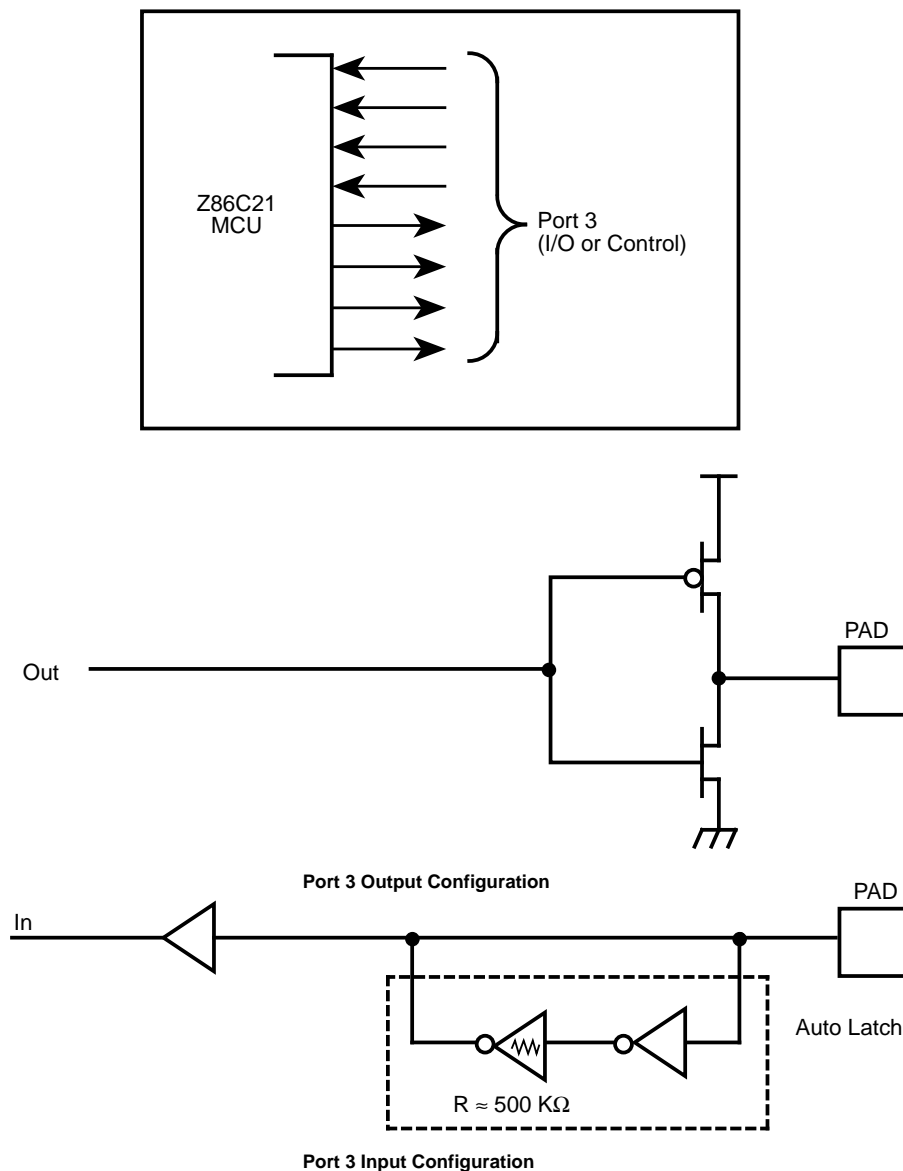 Z86C21
MCU
Port 3
(I/O or Control)
PAD
Out
Port 3 Output Configuration
PAD
In
Auto Latch
R ≈ 500 KΩ
Port 3 Input Configuration